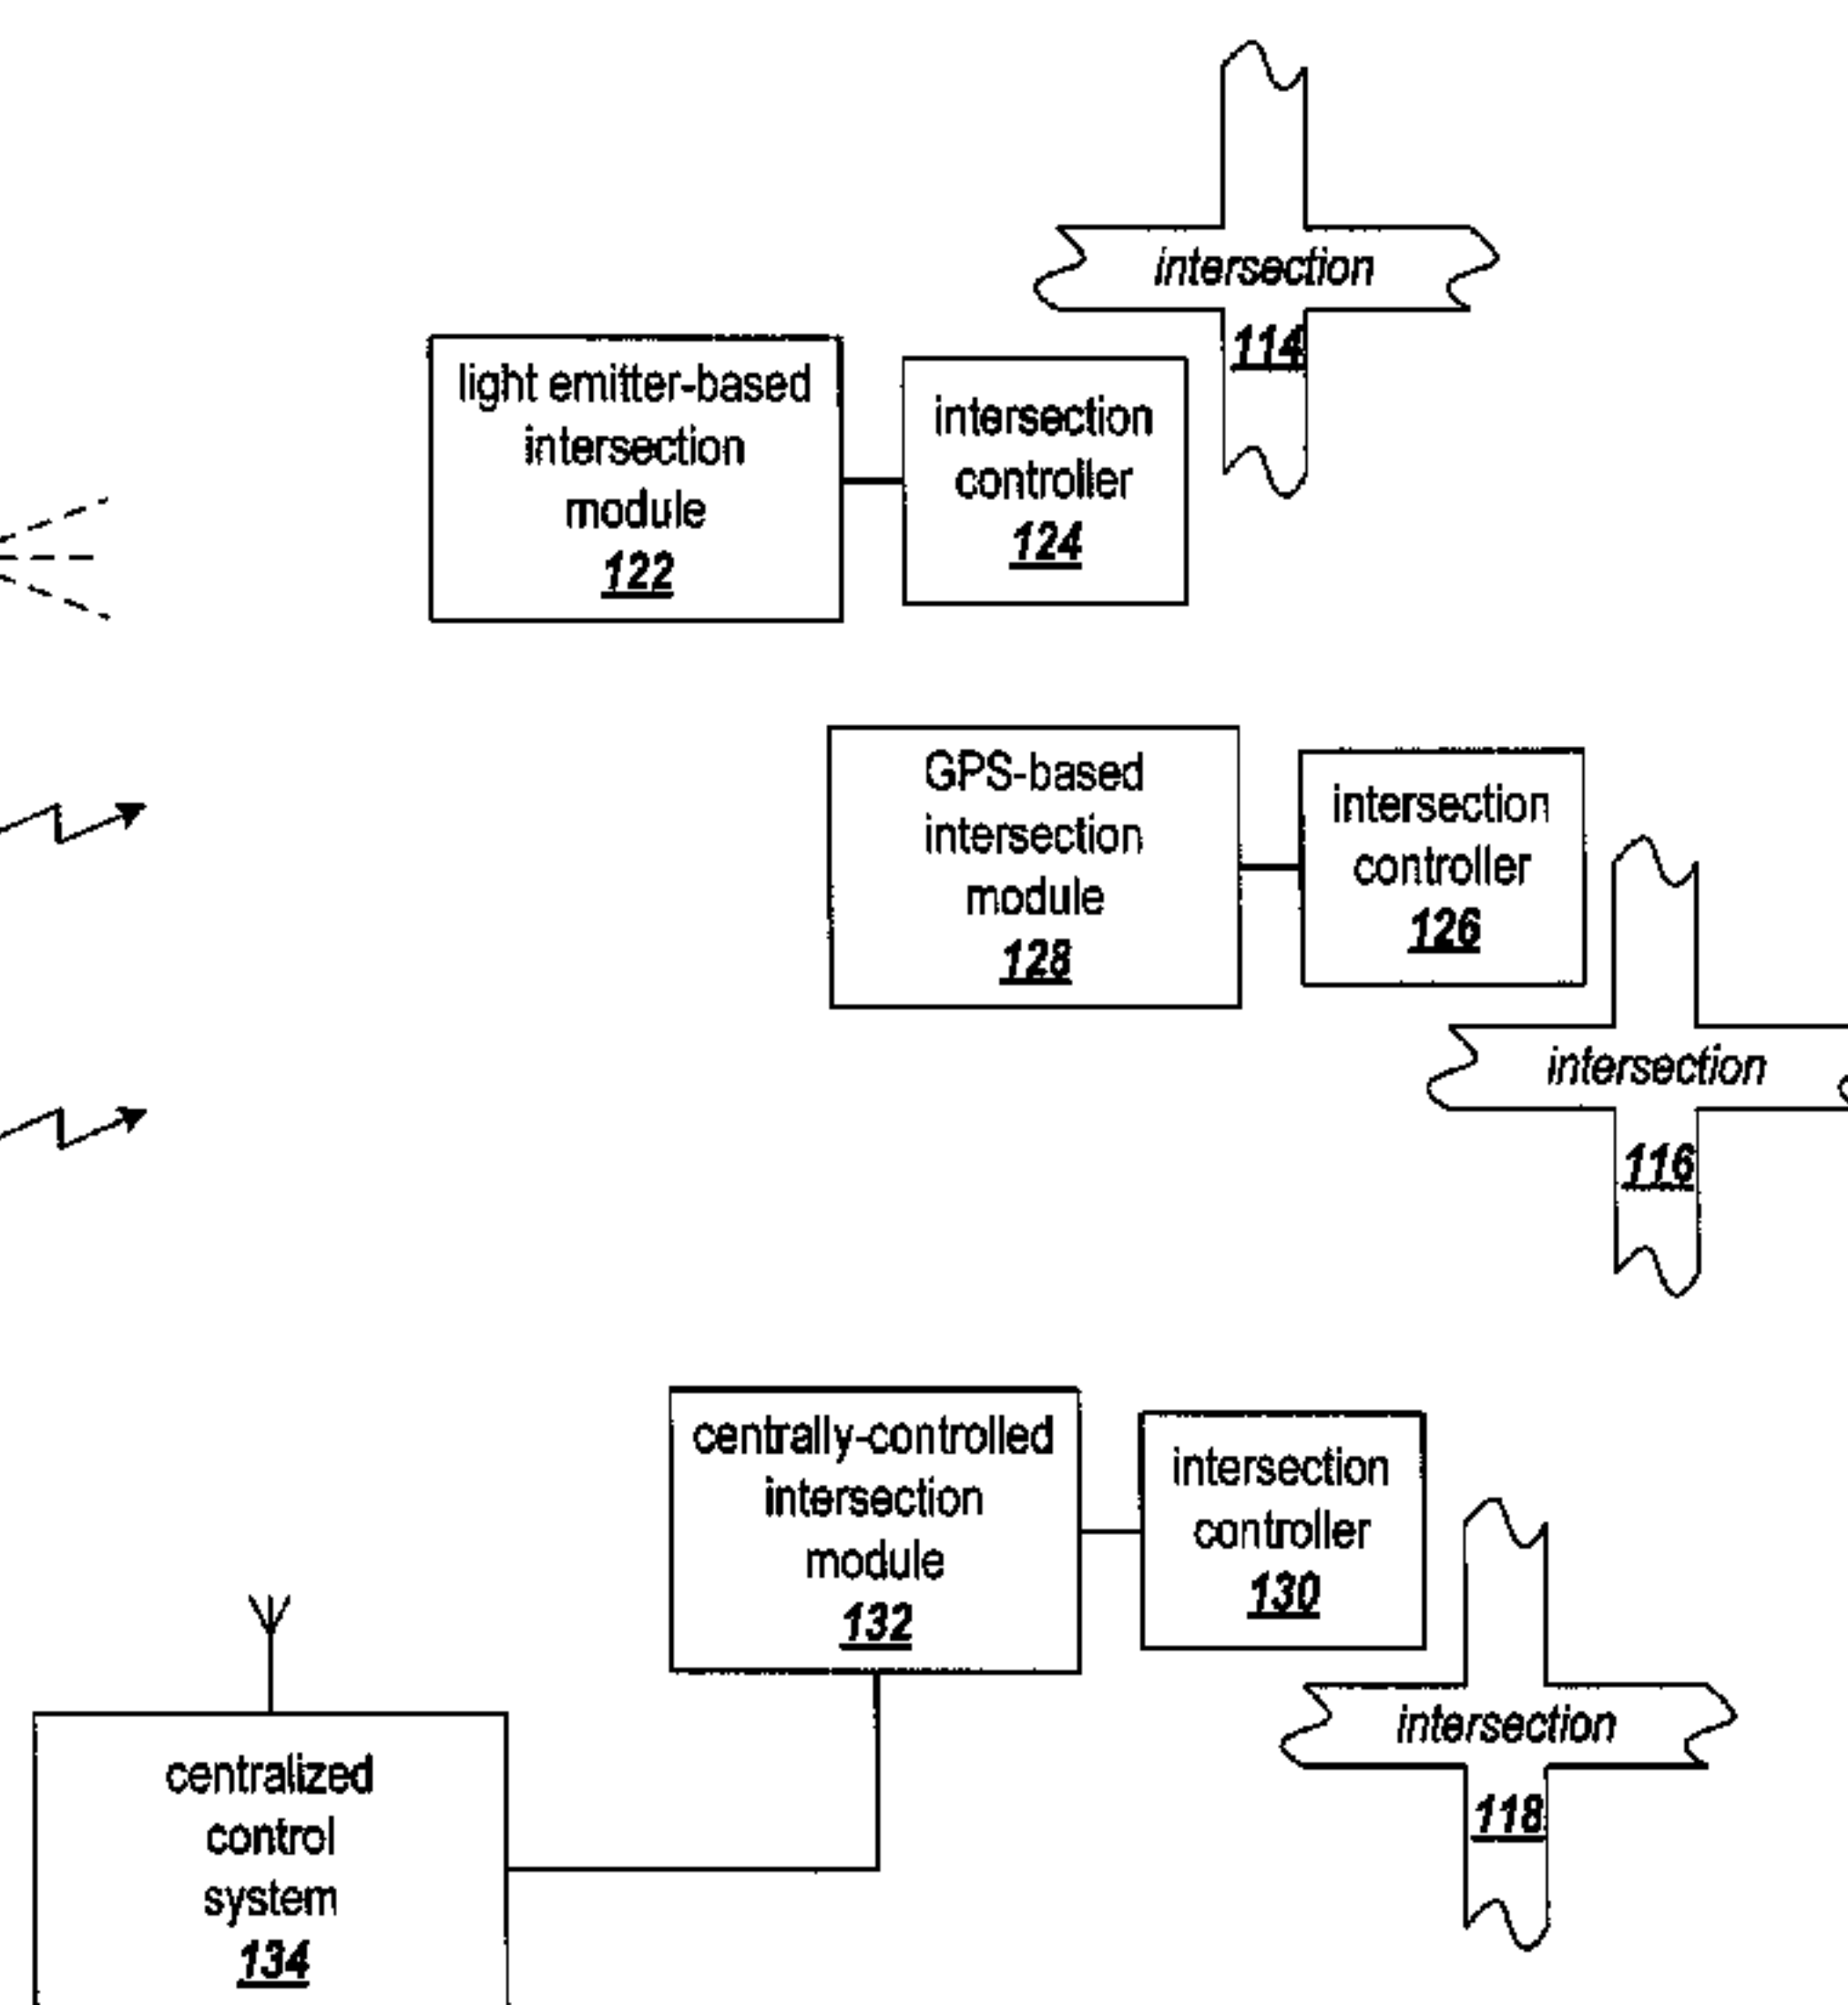 intersection
114
light emitter-based
intersection
module
122
intersection
controller
124
GPS-based
intersection
module
128
intersection
controller
126
intersection
116
centrally-controlled
intersection
module
132
intersection
controller
130
intersection
118
centralized
control
system
134